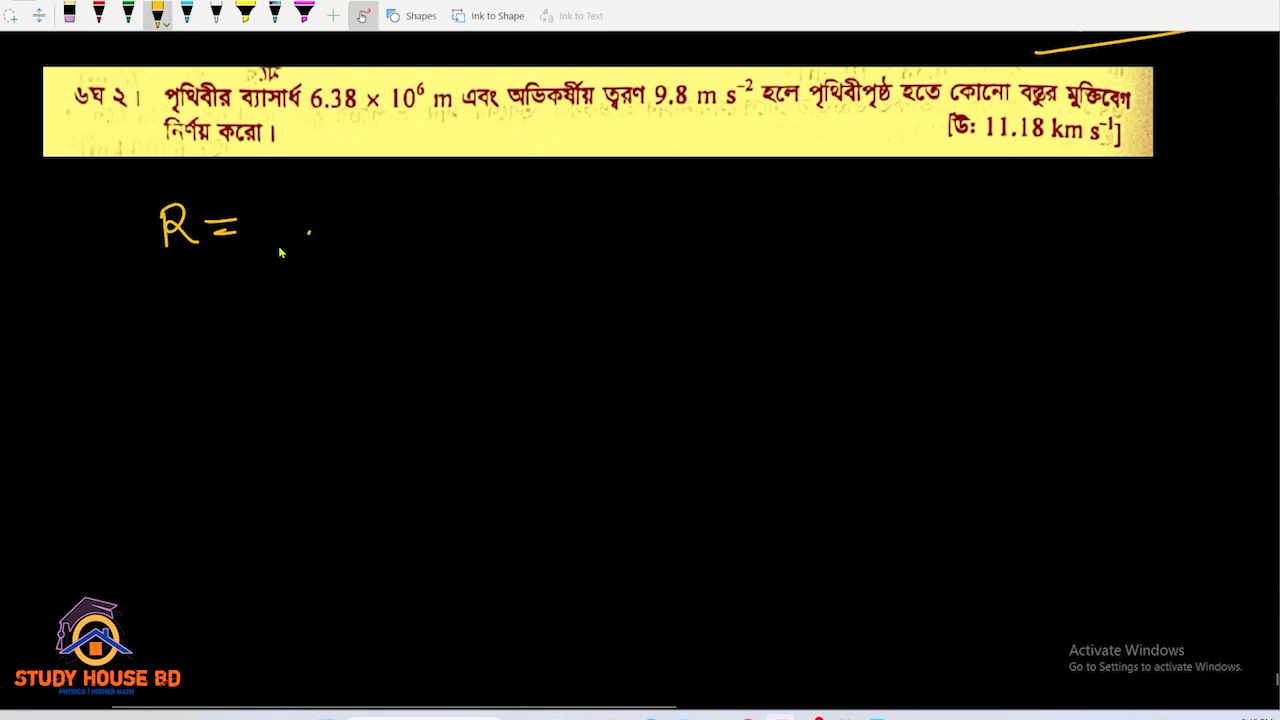 Shapes Ink to Shape Ink to Text
৬ঘ ২। পৃথিবীর ব্যাসার্ধ 6.38 × 10⁶ m এবং অভিকর্ষীয় ত্বরণ 9.8 m s⁻² হলে পৃথিবীপৃষ্ঠ হতে কোনো বস্তুর মুক্তিবেগ
নির্ণয় করো। [উ: 11.18 km s⁻¹]
R =
Activate Windows
Go to Settings to activate Windows.
STUDY HOUSE BD
PHYSICS | HIGHER MATH